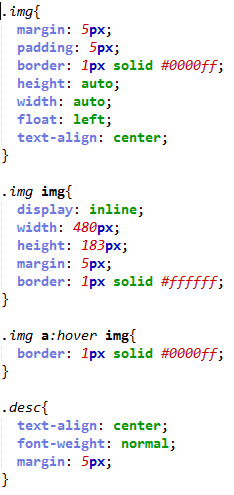 .img{
margin: 5px;
padding: 5px;
border: 1px solid #0000ff;
height: auto;
width: auto;
float: left;
text-align: center;
}
.img img{
display: inline;
width: 480px;
height: 183px;
margin: 5px;
border: 1px solid #ffffff;
}
.img a:hover img{
border: 1px solid #0000ff;
}
.desc{
text-align: center;
font-weight: normal;
margin: 5px;
}